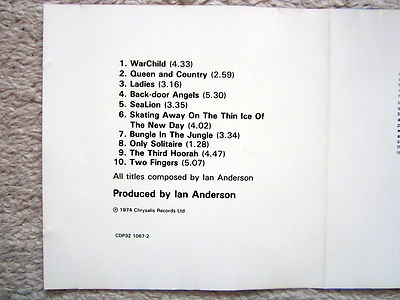 1. WarChild (4.33)
2. Queen and Country (2.59)
3. Ladies (3.16)
4. Back-door Angels (5.30)
5. SeaLion (3.35)
6. Skating Away On The Thin Ice Of
The New Day (4.02)
7. Bungle In The Jungle (3.34)
8. Only Solitaire (1.28)
9. The Third Hoorah (4.47)
10. Two Fingers (5.07)
All titles composed by Ian Anderson
Produced by Ian Anderson
℗ 1974 Chrysalis Records Ltd
CDP32 1067-2